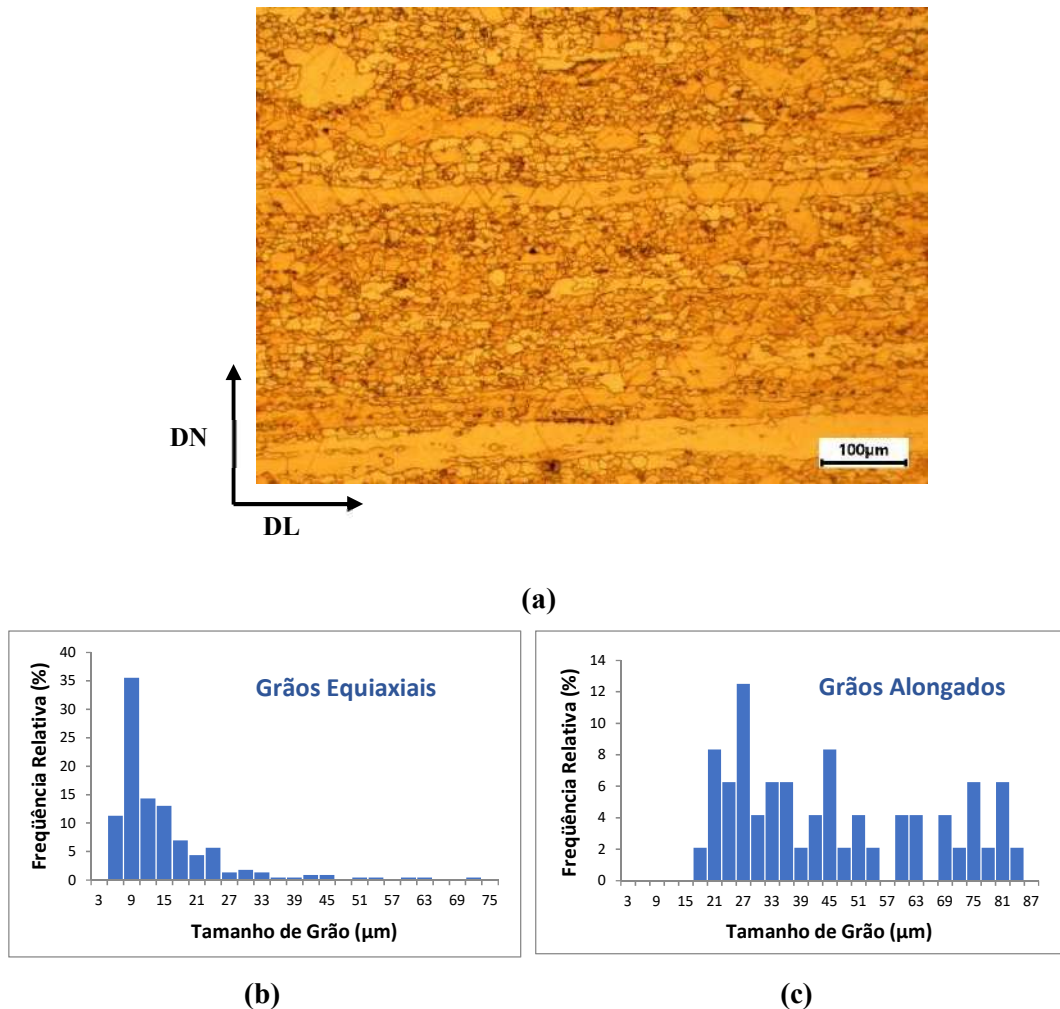 100µm
DN
DL
(a)
Grãos Equiaxiais
Freqüência Relativa (%)
40
35
30
25
20
15
10
5
0
3 9 15 21 27 33 39 45 51 57 63 69 75
Tamanho de Grão (µm)
Grãos Alongados
Freqüência Relativa (%)
14
12
10
8
6
4
2
0
3 9 15 21 27 33 39 45 51 57 63 69 75 81 87
Tamanho de Grão (µm)
(b)
(c)